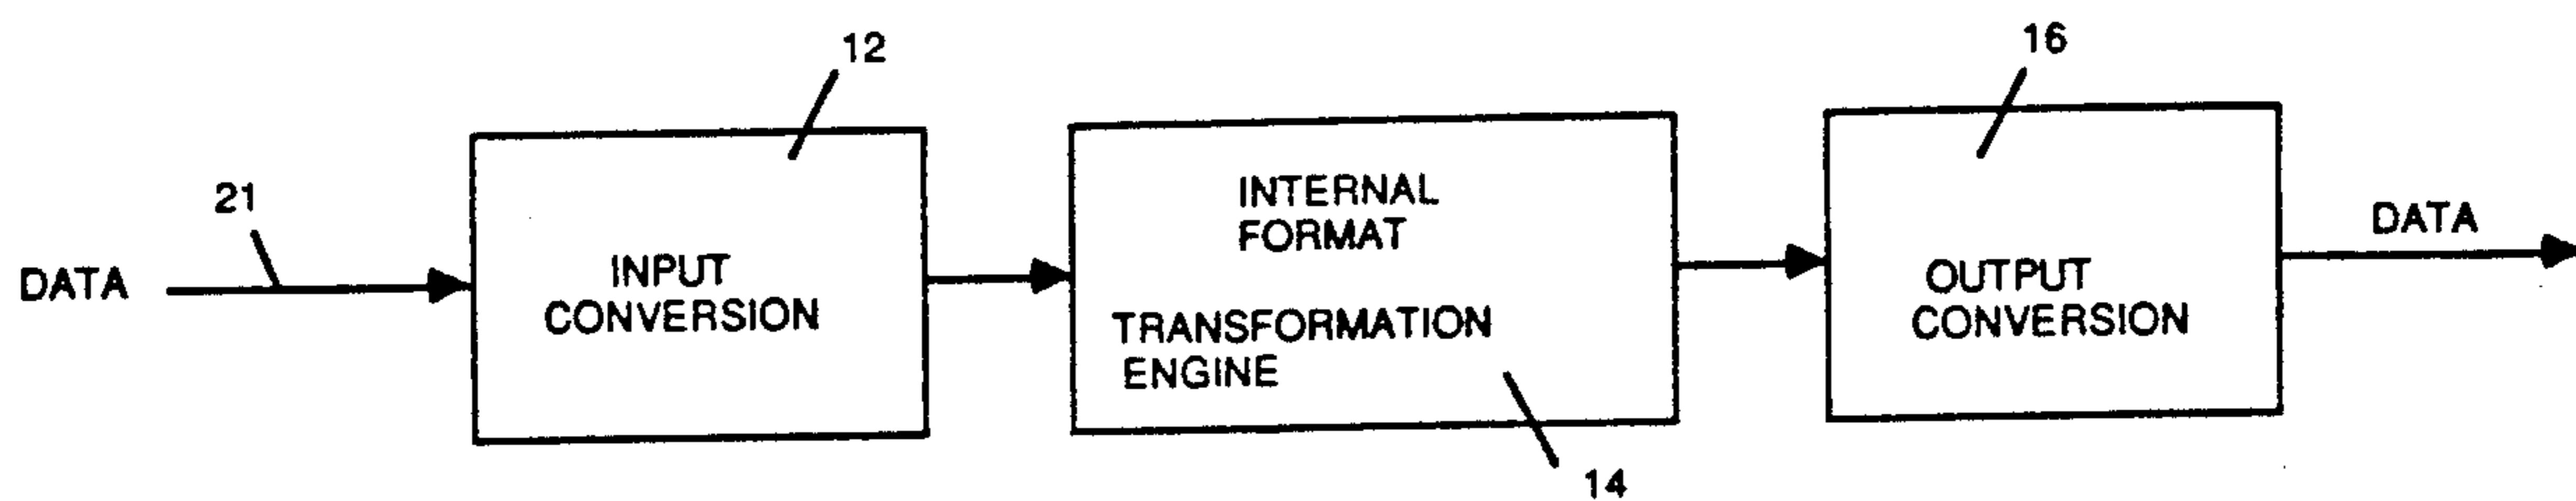 12
16
21
DATA
INPUT
CONVERSION
INTERNAL
FORMAT
TRANSFORMATION
ENGINE
14
OUTPUT
CONVERSION
DATA